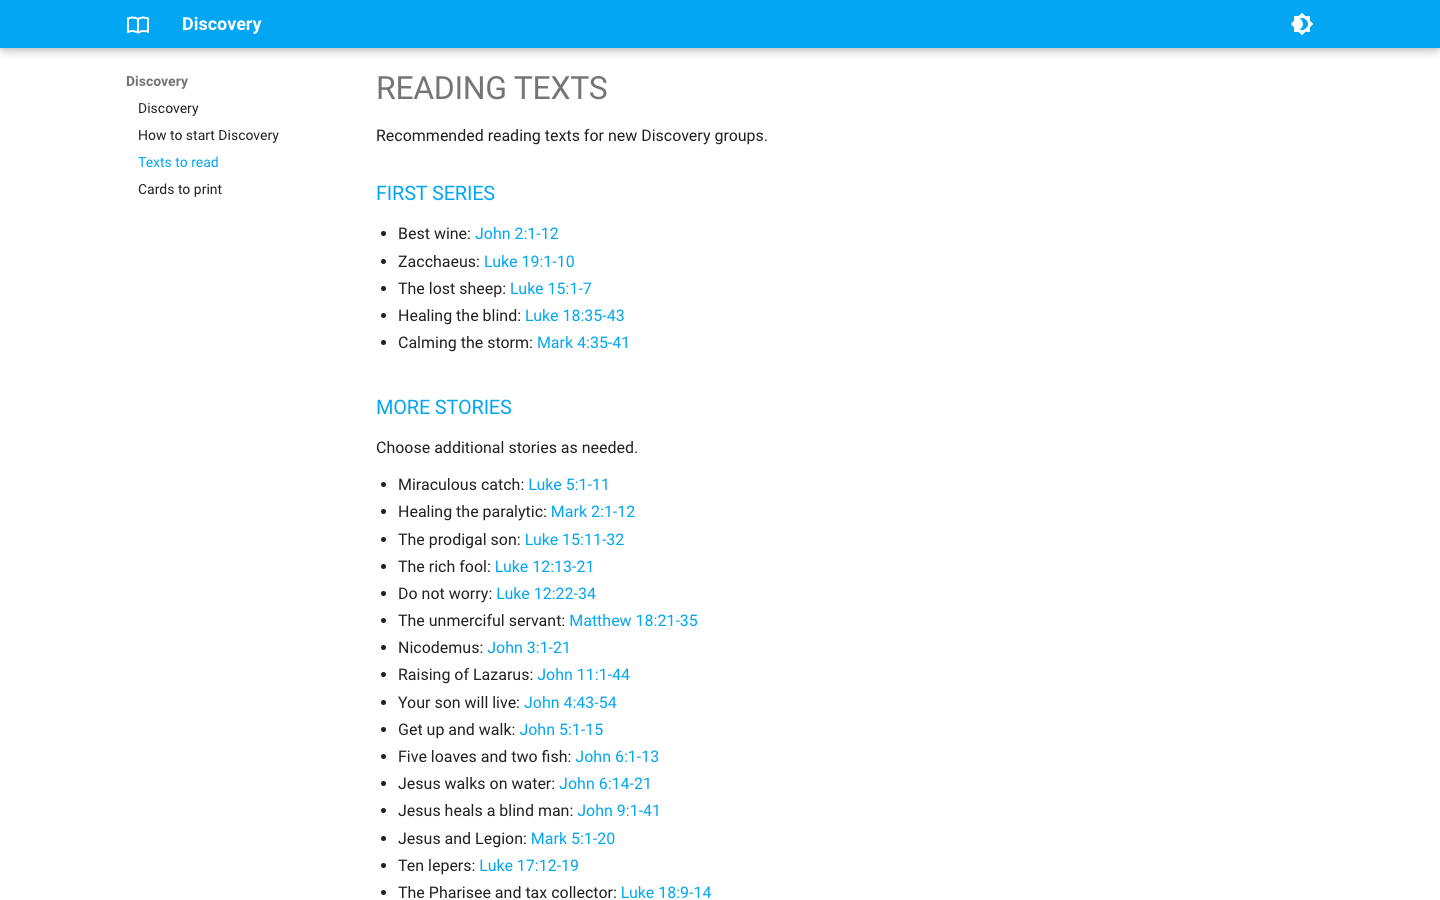 Discovery
Discovery
Discovery
How to start Discovery
Texts to read
Cards to print
READING TEXTS
Recommended reading texts for new Discovery groups.
FIRST SERIES
Best wine: John 2:1-12
Zacchaeus: Luke 19:1-10
The lost sheep: Luke 15:1-7
Healing the blind: Luke 18:35-43
Calming the storm: Mark 4:35-41
MORE STORIES
Choose additional stories as needed.
Miraculous catch: Luke 5:1-11
Healing the paralytic: Mark 2:1-12
The prodigal son: Luke 15:11-32
The rich fool: Luke 12:13-21
Do not worry: Luke 12:22-34
The unmerciful servant: Matthew 18:21-35
Nicodemus: John 3:1-21
Raising of Lazarus: John 11:1-44
Your son will live: John 4:43-54
Get up and walk: John 5:1-15
Five loaves and two fish: John 6:1-13
Jesus walks on water: John 6:14-21
Jesus heals a blind man: John 9:1-41
Jesus and Legion: Mark 5:1-20
Ten lepers: Luke 17:12-19
The Pharisee and tax collector: Luke 18:9-14